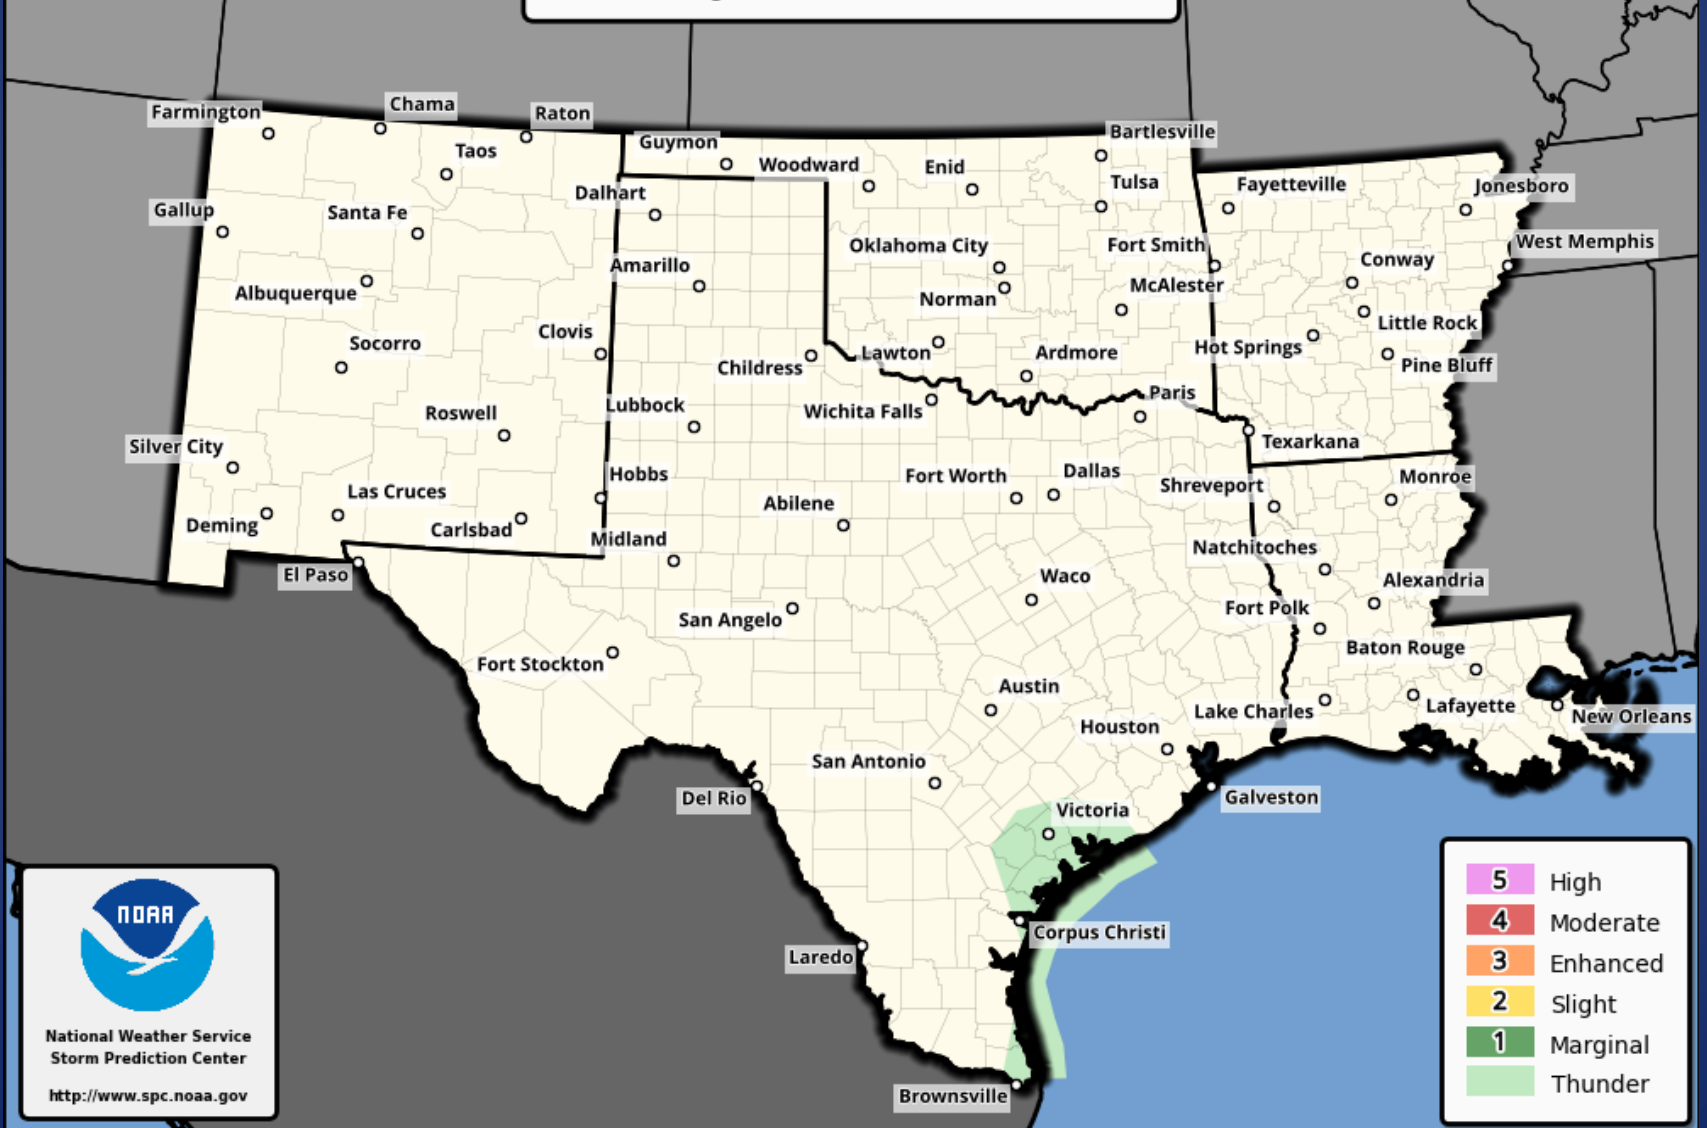 Farmington
Chama
Raton
Taos
Guymon
Woodward
Enid
Bartlesville
Tulsa
Fayetteville
Jonesboro
Gallup
Santa Fe
Dalhart
Oklahoma City
Fort Smith
Conway
West Memphis
Albuquerque
Amarillo
Norman
McAlester
Little Rock
Socorro
Clovis
Childress
Lawton
Ardmore
Hot Springs
Pine Bluff
Roswell
Lubbock
Wichita Falls
Paris
Texarkana
Silver City
Las Cruces
Hobbs
Fort Worth
Dallas
Shreveport
Monroe
Deming
Carlsbad
Midland
Abilene
Natchitoches
El Paso
Waco
Alexandria
San Angelo
Fort Polk
Fort Stockton
Baton Rouge
Austin
Houston
Lake Charles
Lafayette
New Orleans
San Antonio
Del Rio
Victoria
Galveston
Corpus Christi
Laredo
Brownsville
NOAA
National Weather Service
Storm Prediction Center
http://www.spc.noaa.gov
5 High
4 Moderate
3 Enhanced
2 Slight
1 Marginal
Thunder